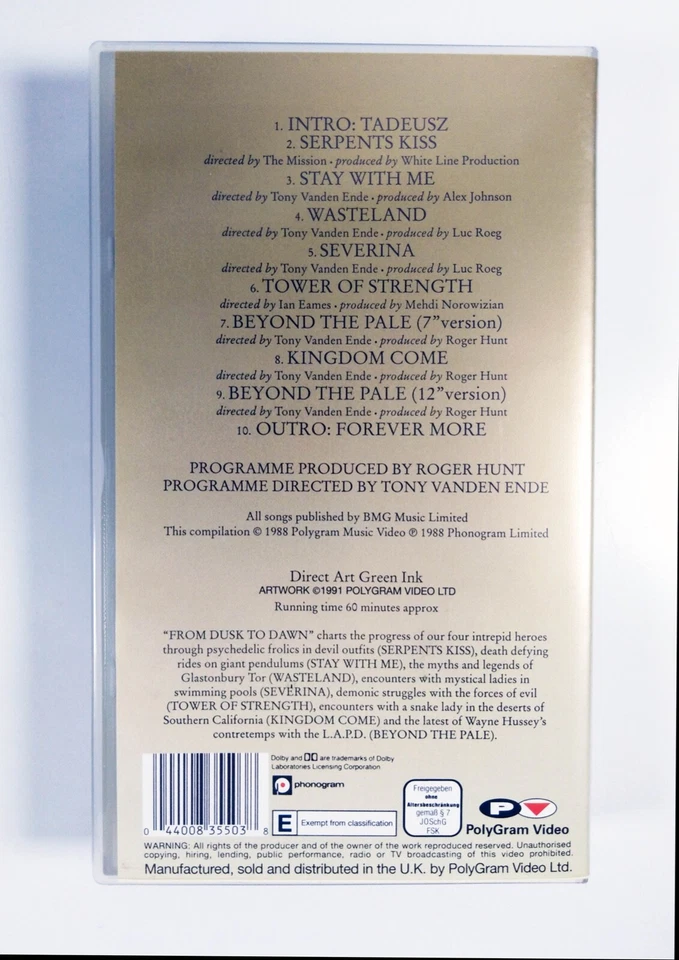 1. INTRO: TADEUSZ
2. SERPENTS KISS
directed by The Mission · produced by White Line Production
3. STAY WITH ME
directed by Tony Vanden Ende · produced by Alex Johnson
4. WASTELAND
directed by Tony Vanden Ende · produced by Luc Roeg
5. SEVERINA
directed by Tony Vanden Ende · produced by Luc Roeg
6. TOWER OF STRENGTH
directed by Ian Eames · produced by Mehdi Norowizian
7. BEYOND THE PALE (7” version)
directed by Tony Vanden Ende · produced by Roger Hunt
8. KINGDOM COME
directed by Tony Vanden Ende · produced by Roger Hunt
9. BEYOND THE PALE (12” version)
directed by Tony Vanden Ende · produced by Roger Hunt
10. OUTRO: FOREVER MORE
PROGRAMME PRODUCED BY ROGER HUNT
PROGRAMME DIRECTED BY TONY VANDEN ENDE
All songs published by BMG Music Limited
This compilation © 1988 Polygram Music Video ℗ 1988 Phonogram Limited
Direct Art Green Ink
ARTWORK ©1991 POLYGRAM VIDEO LTD
Running time 60 minutes approx
“FROM DUSK TO DAWN” charts the progress of our four intrepid heroes
through psychedelic frolics in devil outfits (SERPENTS KISS), death defying
rides on giant pendulums (STAY WITH ME), the myths and legends of
Glastonbury Tor (WASTELAND), encounters with mystical ladies in
swimming pools (SEVERINA), demonic struggles with the forces of evil
(TOWER OF STRENGTH), encounters with a snake lady in the deserts of
Southern California (KINGDOM COME) and the latest of Wayne Hussey’s
contretemps with the L.A.P.D. (BEYOND THE PALE).
Dolby and DD are trademarks of Dolby
Laboratories Licensing Corporation
phonogram
E Exempt from classification
Freigegeben
ohne
Altersbeschränkung
gemäß § 7
JÖSchG
FSK
PV
PolyGram Video
0 44008 35503 8
WARNING: All rights of the producer and of the owner of the work reproduced reserved. Unauthorised
copying, hiring, lending, public performance, radio or TV broadcasting of this video prohibited.
Manufactured, sold and distributed in the U.K. by PolyGram Video Ltd.